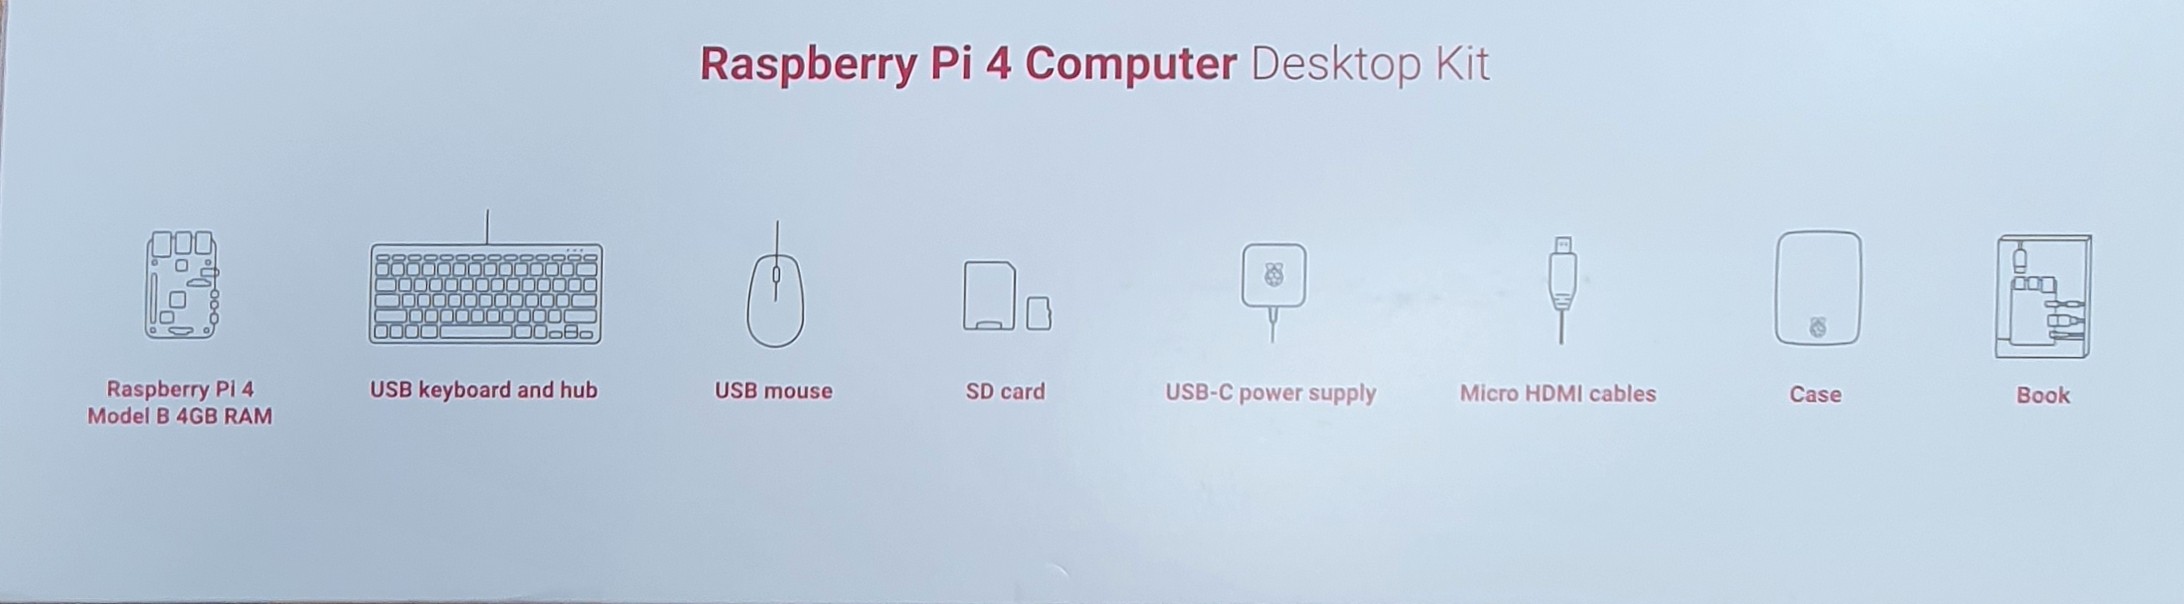 Raspberry Pi 4 Computer Desktop Kit
Raspberry Pi 4
Model B 4GB RAM
USB keyboard and hub
USB mouse
SD card
USB-C power supply
Micro HDMI cables
Case
Book